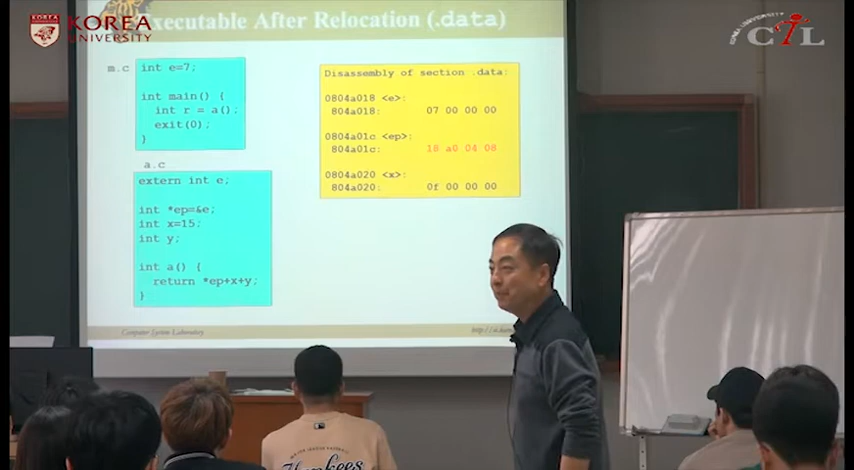 KOREA
UNIVERSITY
Executable After Relocation (.data)
CTL
m.c
int e=7;
int main() {
int r = a();
exit(0);
}
a.c
extern int e;
int *ep=&e;
int x=15;
int y;
int a() {
return *ep+x+y;
}
Disassembly of section .data:
0804a018 <e>:
804a018: 07 00 00 00
0804a01c <ep>:
804a01c: 18 a0 04 08
0804a020 <x>:
804a020: 0f 00 00 00
Computer System Laboratory
http://
Yankees